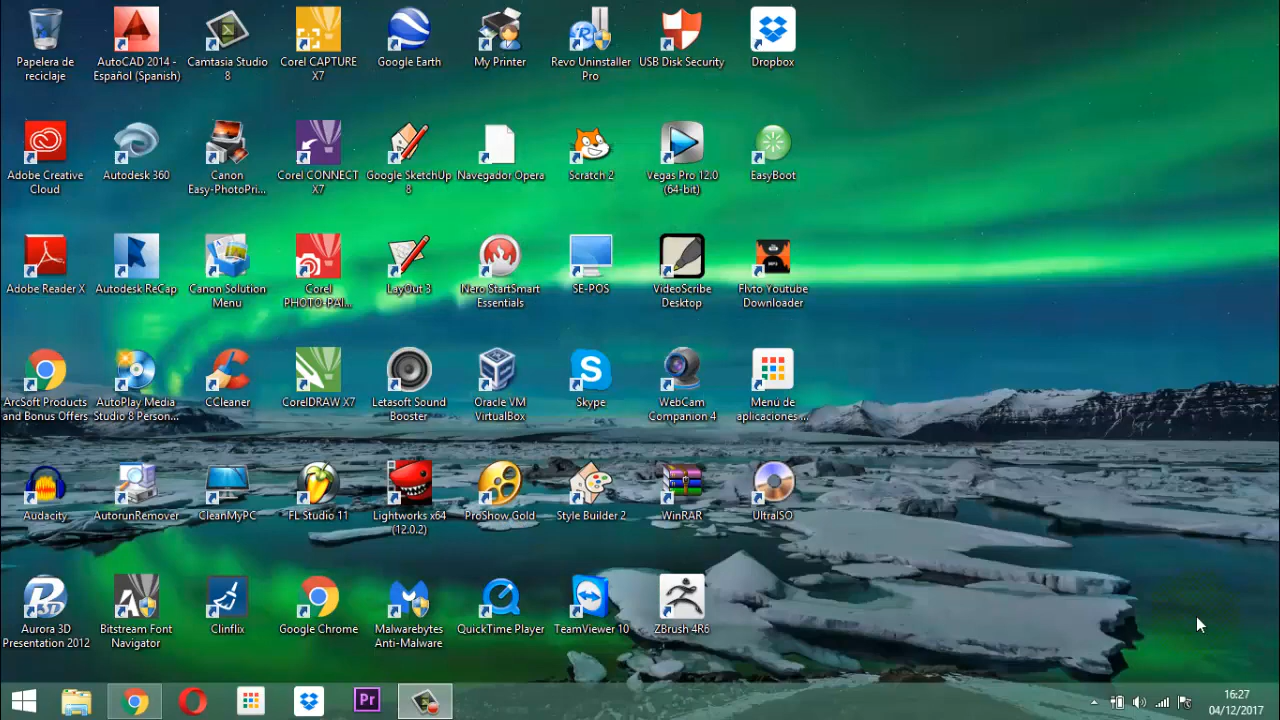 Papelera de
reciclaje
AutoCAD 2014 -
Español (Spanish)
Camtasia Studio
8
Corel CAPTURE
X7
Google Earth
My Printer
Revo Uninstaller
Pro
USB Disk Security
Dropbox
Adobe Creative
Cloud
Autodesk 360
Canon
Easy-PhotoPri...
Corel CONNECT
X7
Google SketchUp
8
Navegador Opera
Scratch 2
Vegas Pro 12.0
(64-bit)
EasyBoot
Adobe Reader X
Autodesk ReCap
Canon Solution
Menu
Corel
PHOTO-PAI...
LayOut 3
Nero StartSmart
Essentials
SE-POS
VideoScribe
Desktop
Flvto Youtube
Downloader
ArcSoft Products
and Bonus Offers
AutoPlay Media
Studio 8 Person...
CCleaner
CorelDRAW X7
Letasoft Sound
Booster
Oracle VM
VirtualBox
Skype
WebCam
Companion 4
Menú de
aplicaciones ...
Audacity
AutorunRemover
CleanMyPC
FL Studio 11
Lightworks x64
(12.0.2)
ProShow Gold
Style Builder 2
WinRAR
UltraISO
Aurora 3D
Presentation 2012
Bitstream Font
Navigator
Clinflix
Google Chrome
Malwarebytes
Anti-Malware
QuickTime Player
TeamViewer 10
ZBrush 4R6
Pr
16:27
04/12/2017